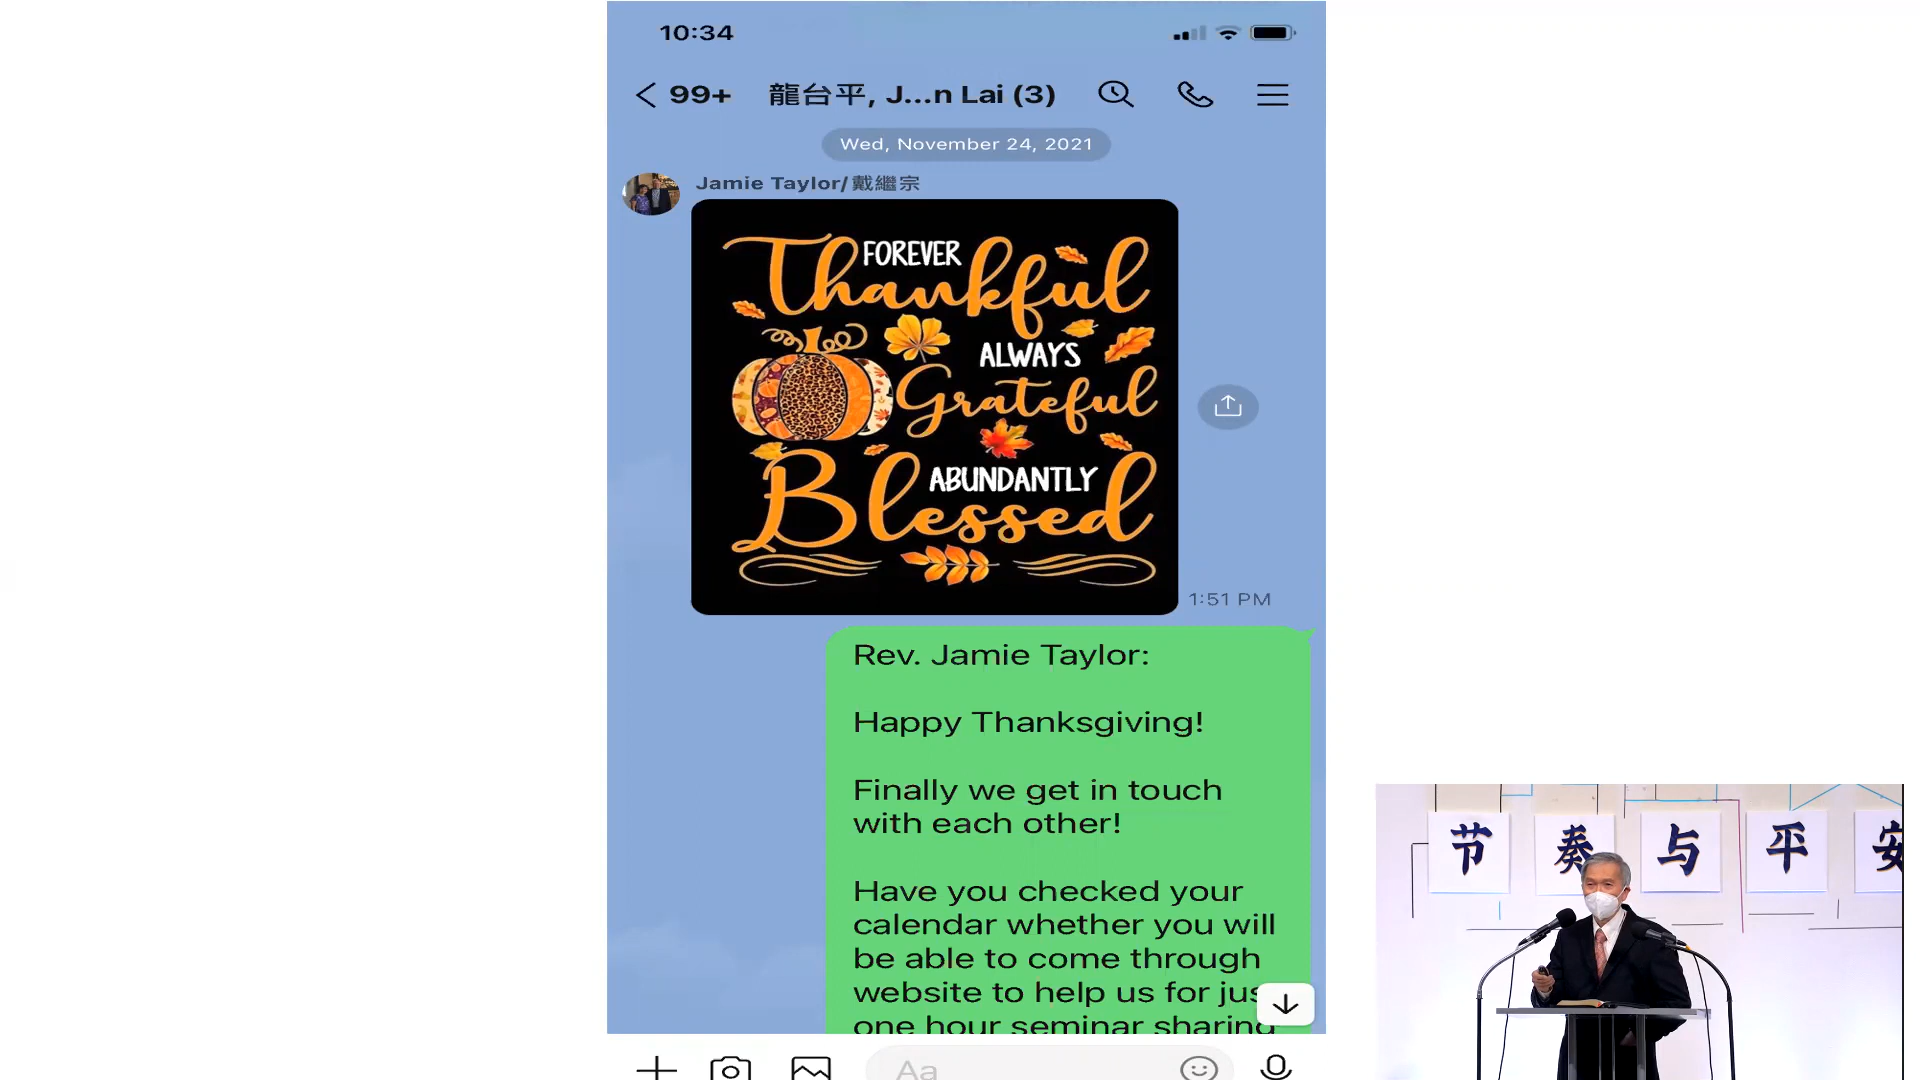 10:34
99+ 龍台平, J...n Lai (3)
Wed, November 24, 2021
Jamie Taylor/戴繼宗
FOREVER
Thankful
ALWAYS
Grateful
ABUNDANTLY
Blessed
1:51 PM
Rev. Jamie Taylor:
Happy Thanksgiving!
Finally we get in touch
with each other!
Have you checked your
calendar whether you will
be able to come through
website to help us for jus
one hour seminar sharing
Aa
节奏与平安